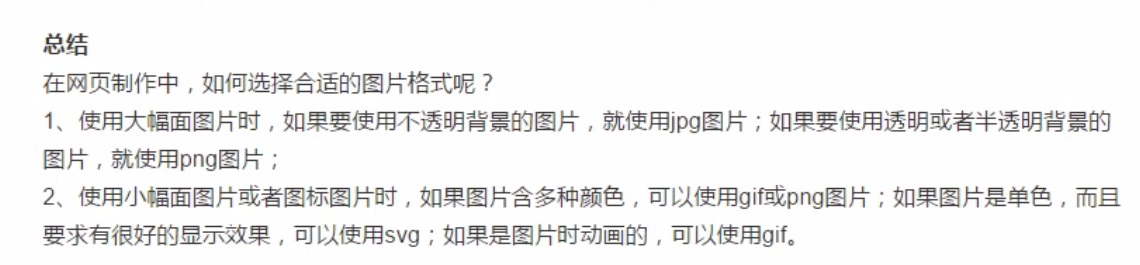 总结
在网页制作中，如何选择合适的图片格式呢？
1、使用大幅面图片时，如果要使用不透明背景的图片，就使用jpg图片；如果要使用透明或者半透明背景的
图片，就使用png图片；
2、使用小幅面图片或者图标图片时，如果图片含多种颜色，可以使用gif或png图片；如果图片是单色，而且
要求有很好的显示效果，可以使用svg；如果是图片时动画的，可以使用gif。